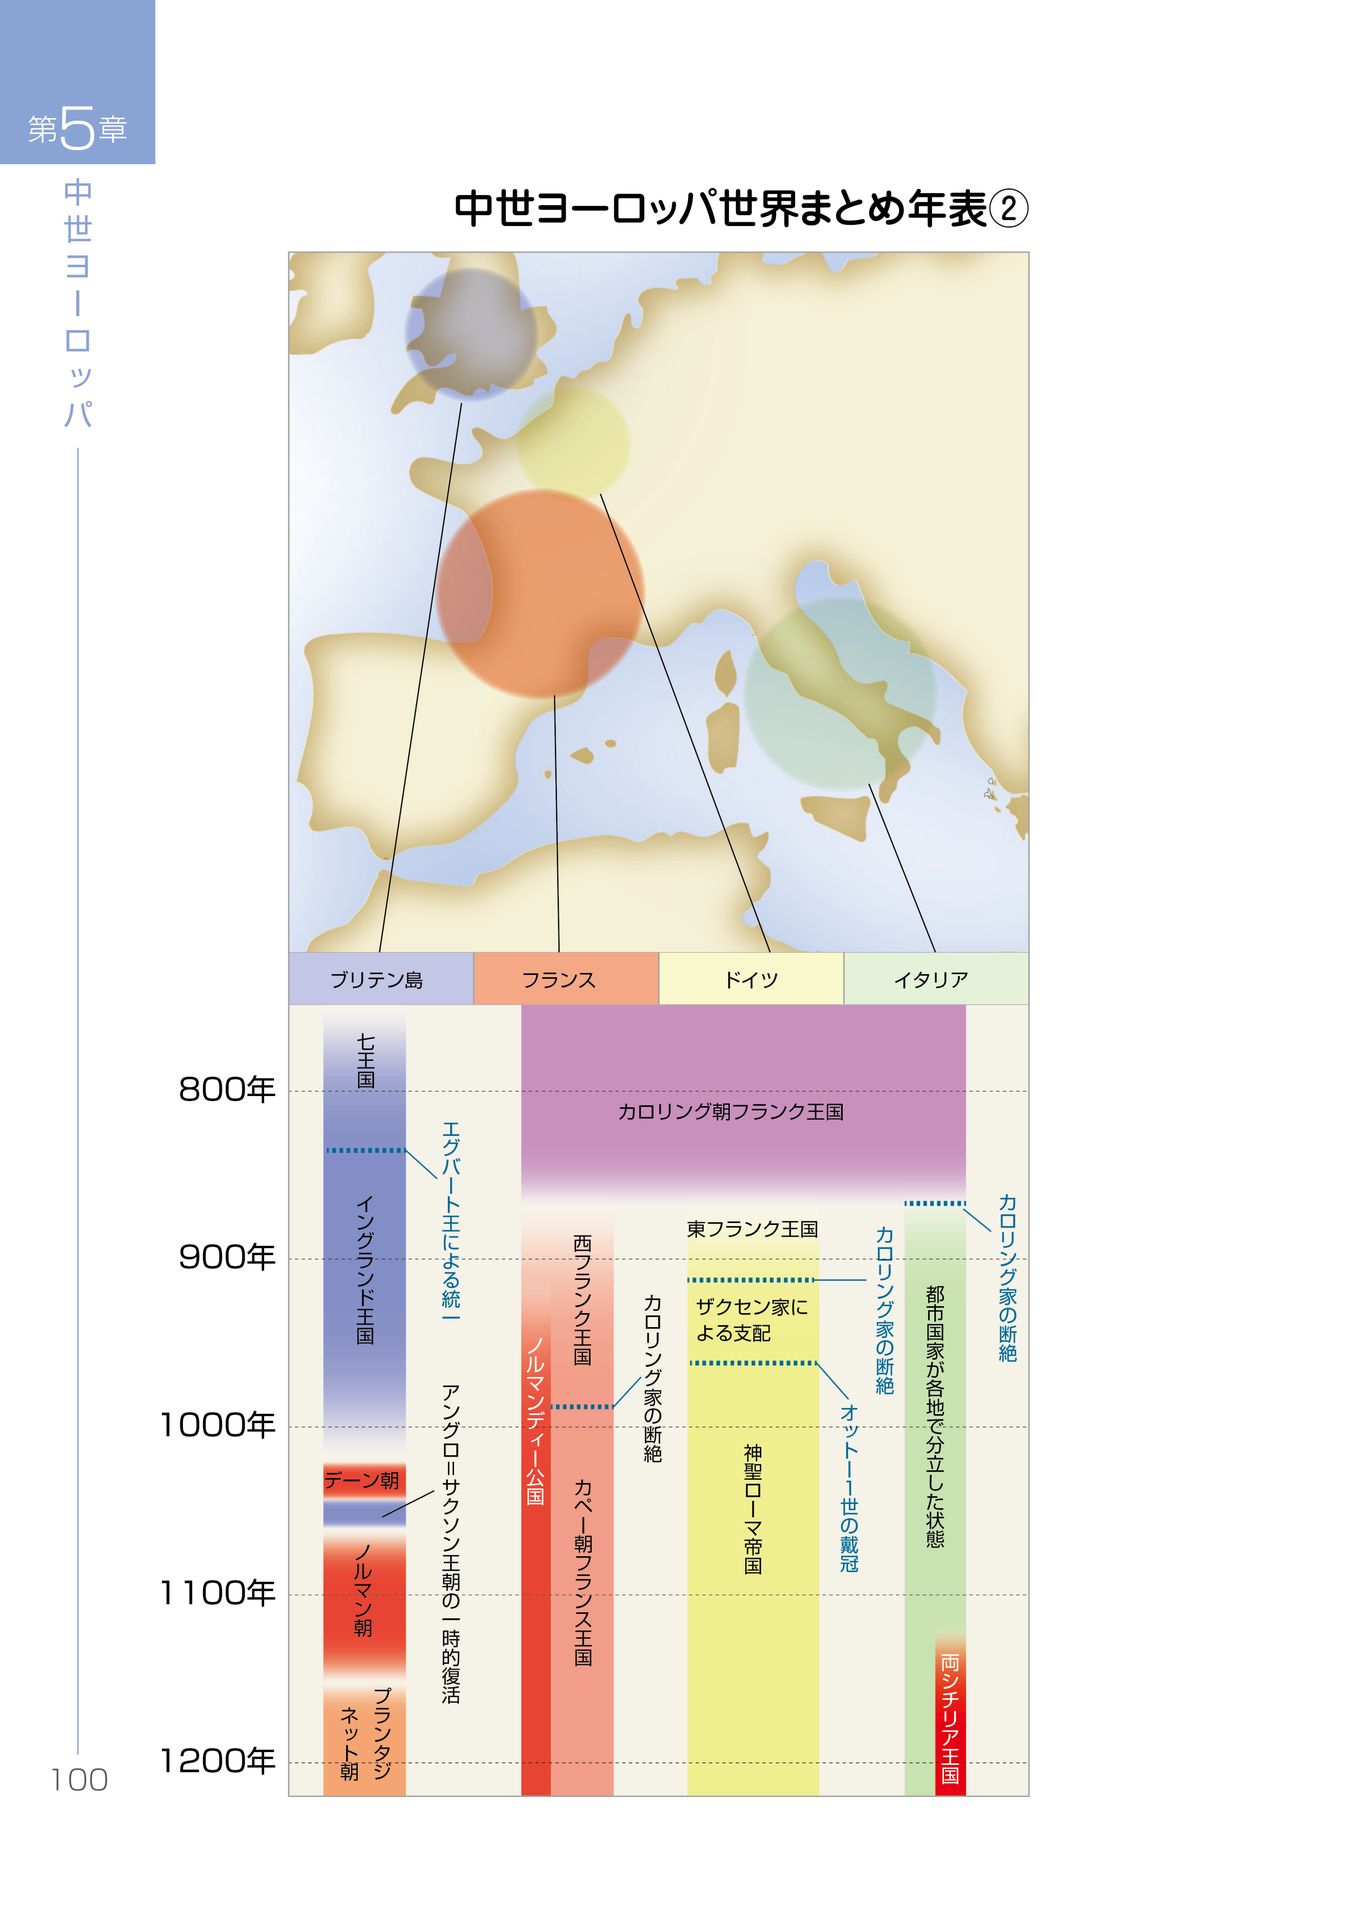 第5章
中世ヨーロッパ
中世ヨーロッパ世界まとめ年表②
ブリテン島
フランス
ドイツ
イタリア
800年
900年
1000年
1100年
1200年
七王国
エグバート王による統一
イングランド王国
デーン朝
アングロ=サクソン王朝の一時的復活
ノルマン朝
プランタジ
ネット朝
カロリング朝フランク王国
西フランク王国
ノルマンディー公国
カロリング家の断絶
カペー朝フランス王国
東フランク王国
カロリング家の断絶
ザクセン家に
よる支配
オットー1世の戴冠
神聖ローマ帝国
カロリング家の断絶
都市国家が各地で分立した状態
両シチリア王国
100